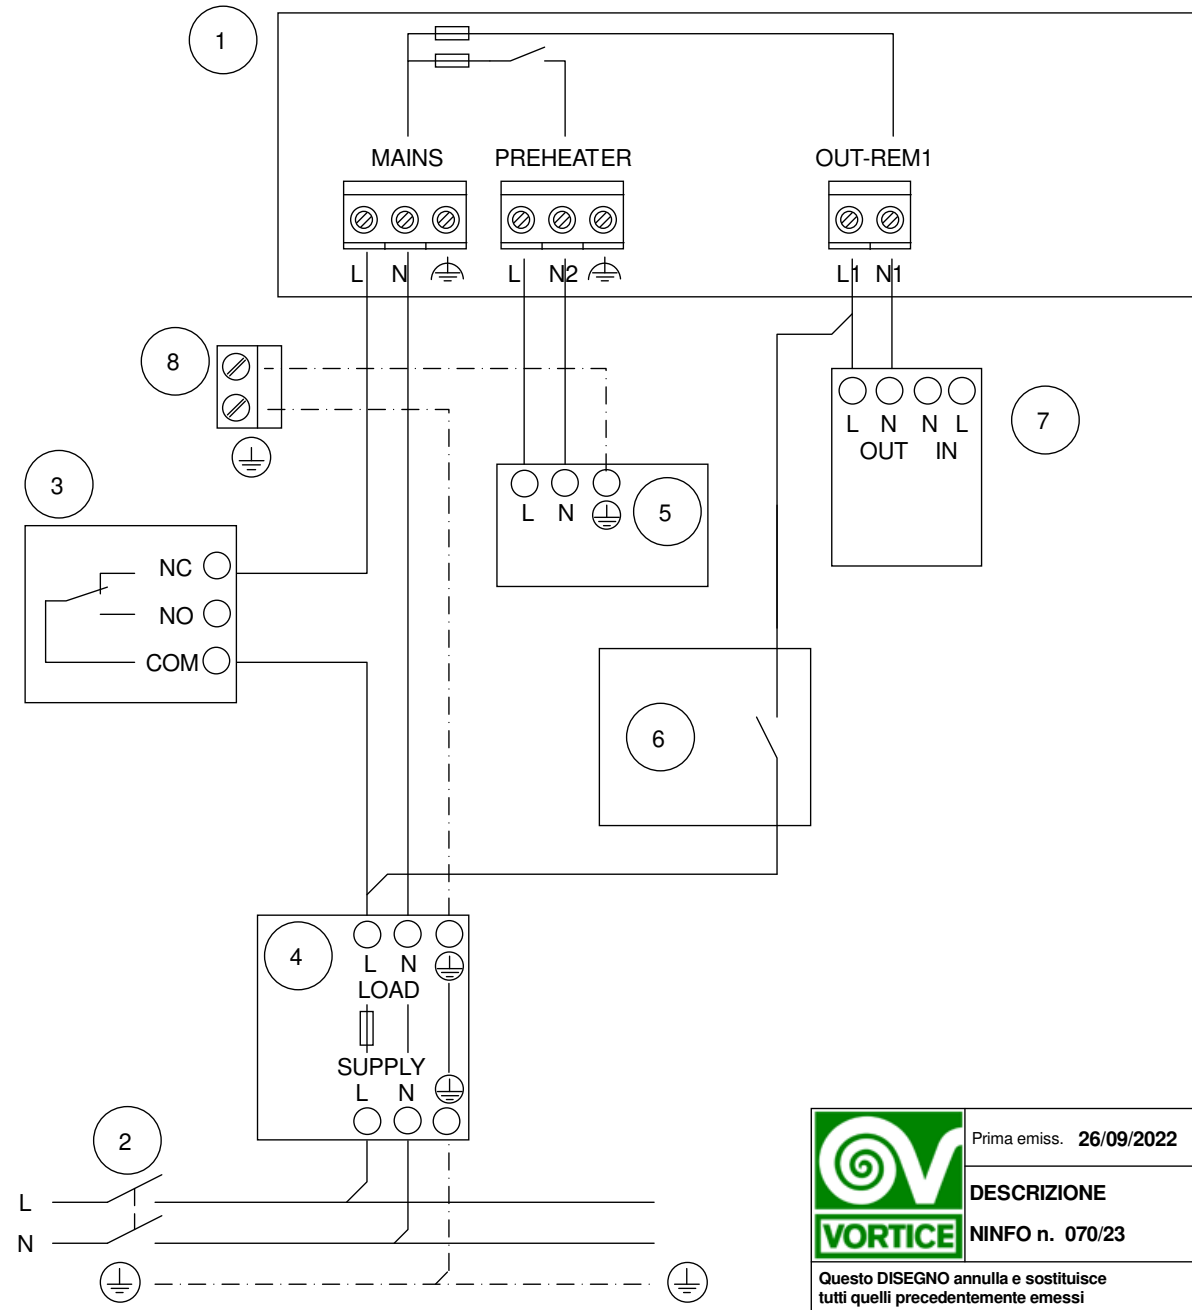 1
MAINS PREHEATER OUT-REM1
L N L N2 L1 N1
8
7
L N N L
OUT IN
3
5
L N
NC
NO
COM
6
4
L N
LOAD
SUPPLY
L N
2
L
N
VORTICE
Prima emiss. 26/09/2022
DESCRIZIONE
NINFO n. 070/23
Questo DISEGNO annulla e sostituisce
tutti quelli precedentemente emessi